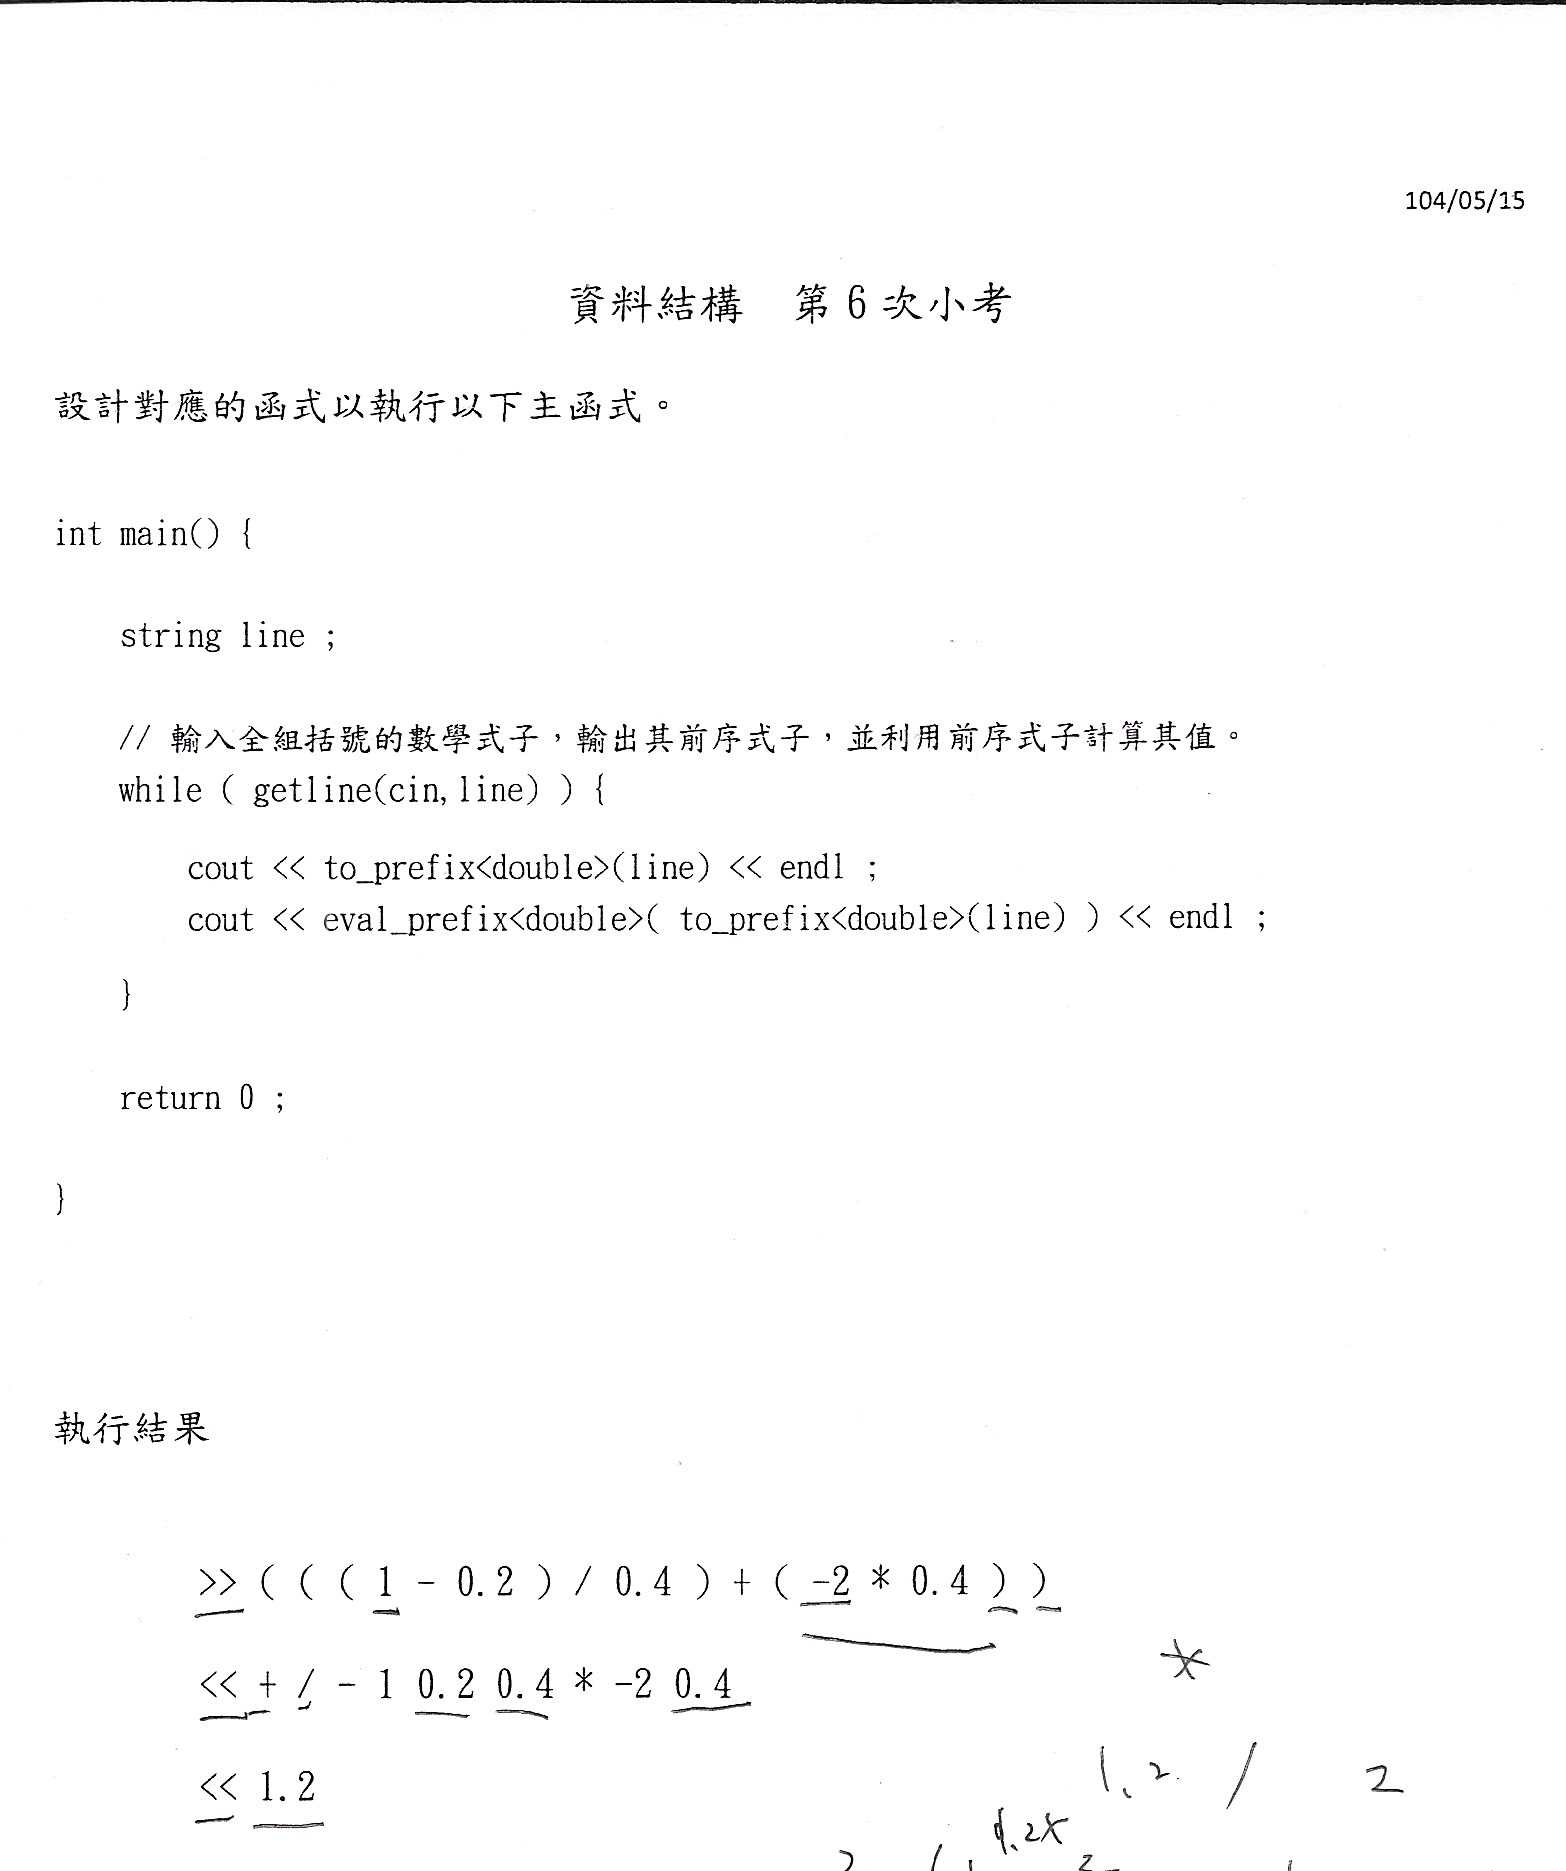 104/05/15
資料結構　第 6 次小考
設計對應的函式以執行以下主函式。
int main() {
string line ;
// 輸入全組括號的數學式子，輸出其前序式子，並利用前序式子計算其值。
while ( getline(cin,line) ) {
cout << to_prefix<double>(line) << endl ;
cout << eval_prefix<double>( to_prefix<double>(line) ) << endl ;
}
return 0 ;
}
執行結果
>> ( ( ( 1 - 0.2 ) / 0.4 ) + ( -2 * 0.4 ) )
*
<< + / - 1 0.2 0.4 * -2 0.4
1.2 / 2
<< 1.2